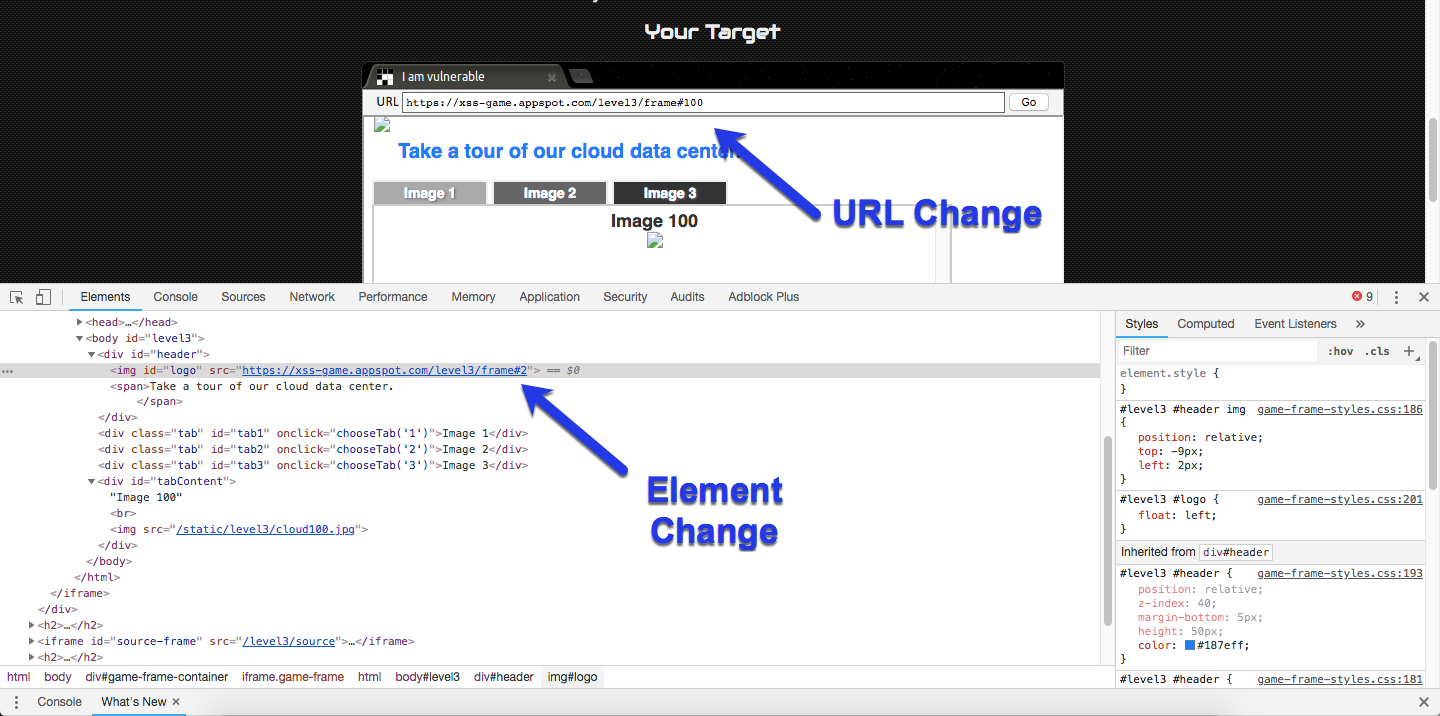 Your Target
I am vulnerable
URL https://xss-game.appspot.com/level3/frame#100 Go
Take a tour of our cloud data center.
Image 1 Image 2 Image 3
Image 100
URL Change
Elements Console Sources Network Performance Memory Application Security Audits Adblock Plus 9
<head>…</head>
<body id="level3">
<div id="header">
<img id="logo" src="https://xss-game.appspot.com/level3/frame#2"> == $0
<span>Take a tour of our cloud data center.
</span>
</div>
<div class="tab" id="tab1" onclick="chooseTab('1')">Image 1</div>
<div class="tab" id="tab2" onclick="chooseTab('2')">Image 2</div>
<div class="tab" id="tab3" onclick="chooseTab('3')">Image 3</div>
<div id="tabContent">
"Image 100"
<br>
<img src="/static/level3/cloud100.jpg">
</div>
</body>
</html>
</iframe>
</div>
<h2>…</h2>
<iframe id="source-frame" src="/level3/source">…</iframe>
<h2>…</h2>
Element
Change
html body div#game-frame-container iframe.game-frame html body#level3 div#header img#logo
Styles Computed Event Listeners »
Filter :hov .cls +
element.style {
}
#level3 #header img game-frame-styles.css:186
{
position: relative;
top: -9px;
left: 2px;
}
#level3 #logo { game-frame-styles.css:201
float: left;
}
Inherited from div#header
#level3 #header { game-frame-styles.css:193
position: relative;
z-index: 40;
margin-bottom: 5px;
height: 50px;
color: #187eff;
}
#level3 #header { game-frame-styles.css:181
Console What's New ×